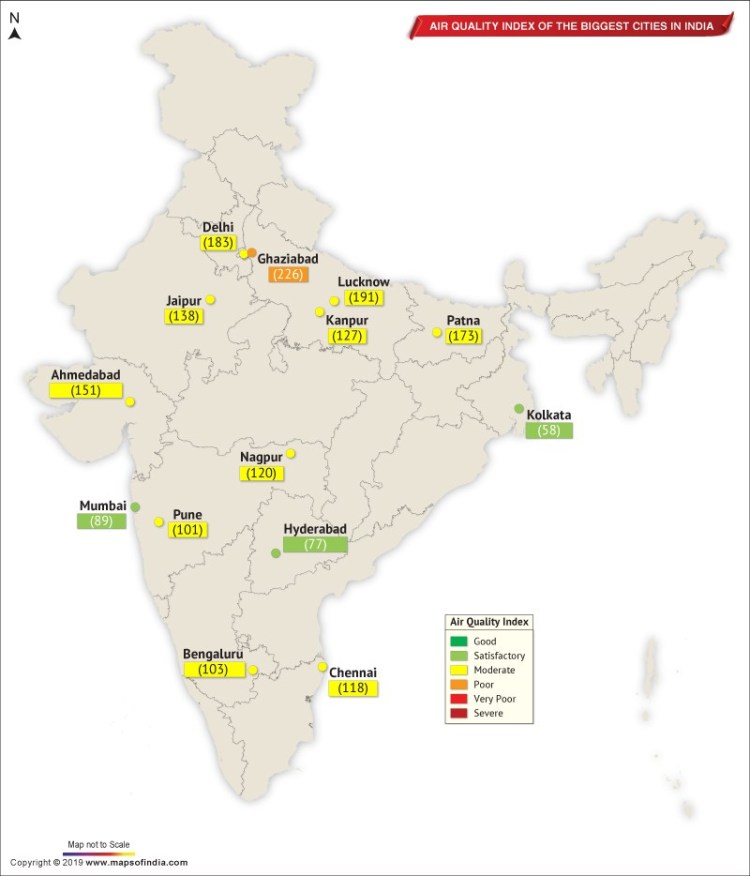 N
AIR QUALITY INDEX OF THE BIGGEST CITIES IN INDIA
Delhi
(183)
Ghaziabad
(226)
Lucknow
(191)
Jaipur
(138)
Kanpur
(127)
Patna
(173)
Ahmedabad
(151)
Kolkata
(58)
Nagpur
(120)
Mumbai
(89)
Pune
(101)
Hyderabad
(77)
Bengaluru
(103)
Chennai
(118)
Air Quality Index
Good
Satisfactory
Moderate
Poor
Very Poor
Severe
Map not to Scale
Copyright © 2019 www.mapsofindia.com